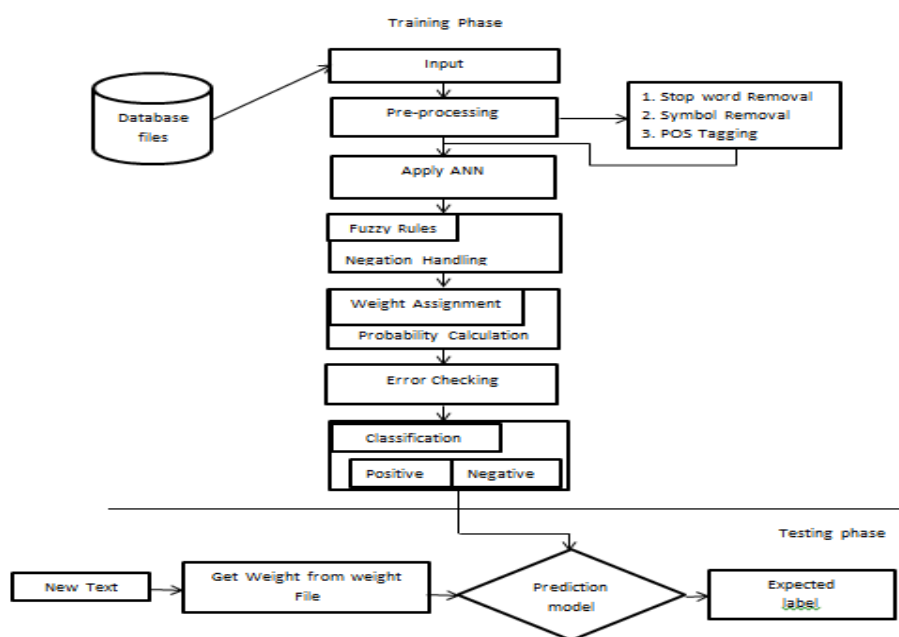 Training Phase
Input
Database
files
Pre-processing
1. Stop word Removal
2. Symbol Removal
3. POS Tagging
Apply ANN
Fuzzy Rules
Negation Handling
Weight Assignment
Probability Calculation
Error Checking
Classification
Positive
Negative
Testing phase
New Text
Get Weight from weight
File
Prediction
model
Expected
label